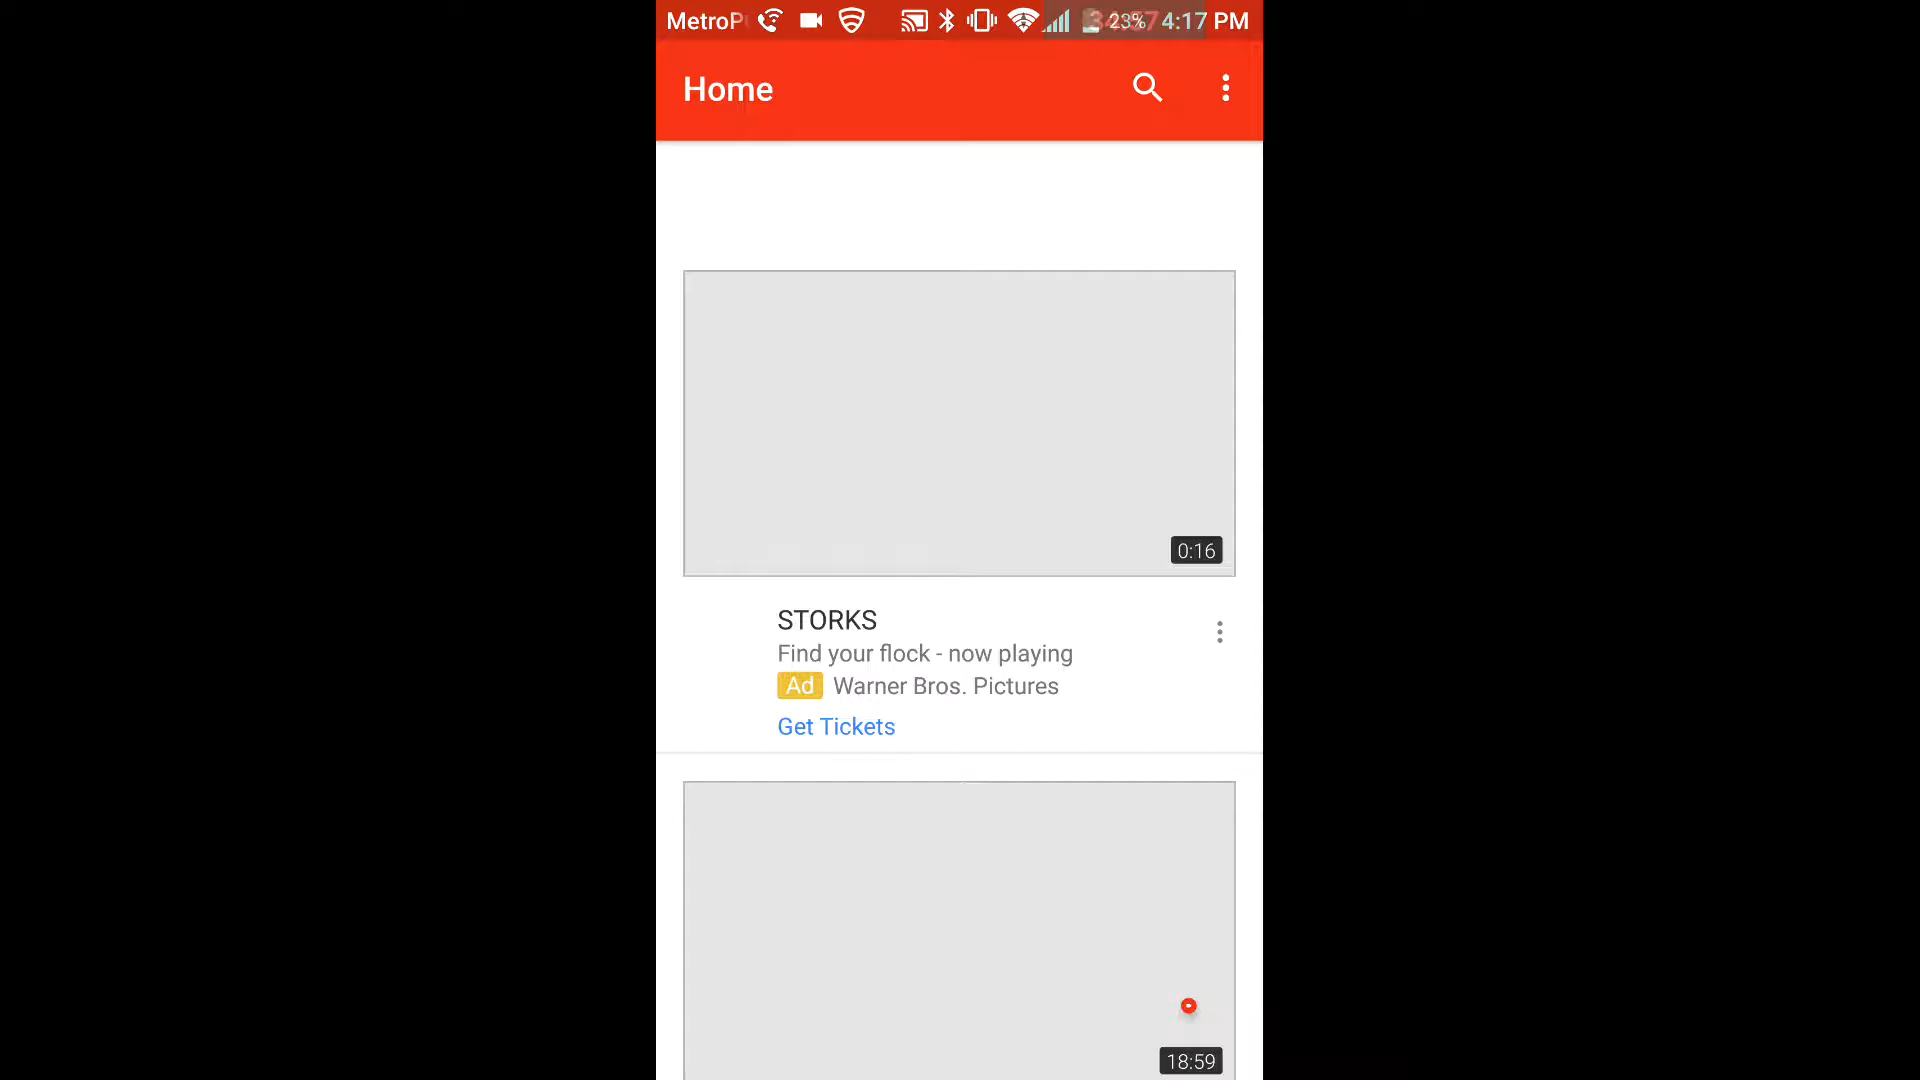 MetroP 23% 4:17 PM
Home
0:16
STORKS
Find your flock - now playing
Ad Warner Bros. Pictures
Get Tickets
18:59